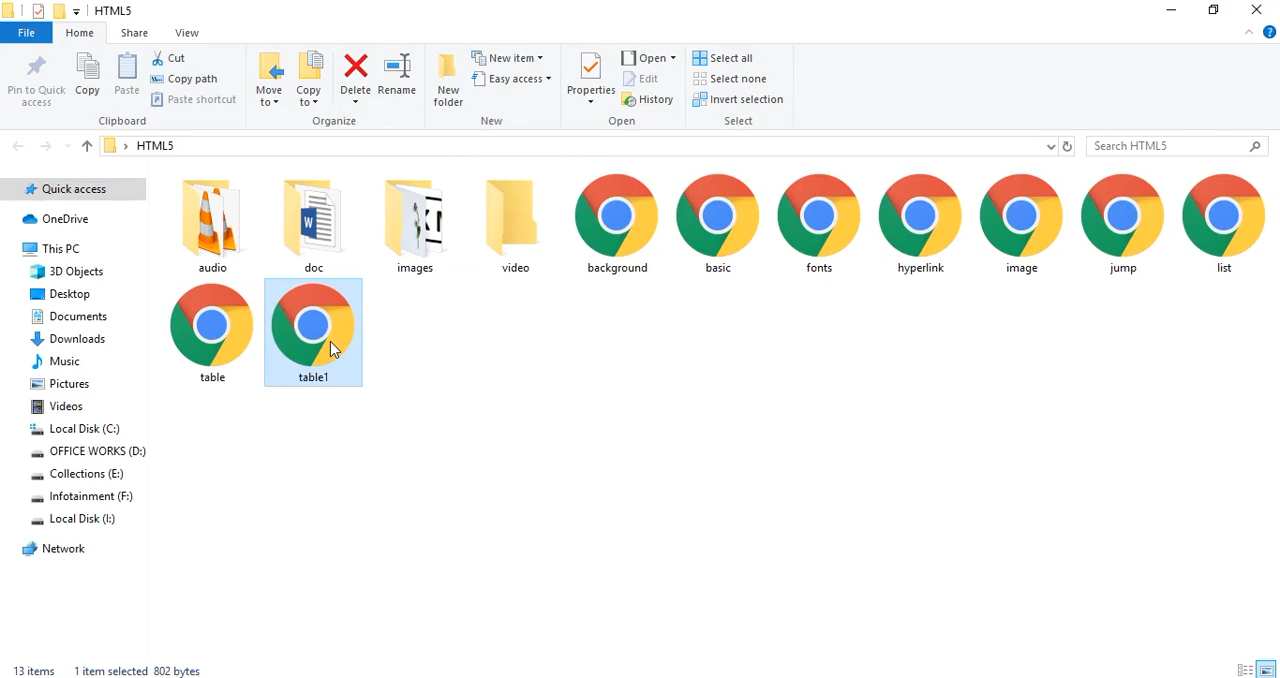 HTML5
File Home Share View
Pin to Quick access
Copy
Paste
Cut
Copy path
Paste shortcut
Clipboard
Move to
Copy to
Delete
Rename
Organize
New folder
New item
Easy access
New
Properties
Open
Edit
History
Open
Select all
Select none
Invert selection
Select
HTML5
Search HTML5
Quick access
OneDrive
This PC
3D Objects
Desktop
Documents
Downloads
Music
Pictures
Videos
Local Disk (C:)
OFFICE WORKS (D:)
Collections (E:)
Infotainment (F:)
Local Disk (I:)
Network
audio doc images video background basic fonts hyperlink image jump list
table table1
13 items 1 item selected 802 bytes